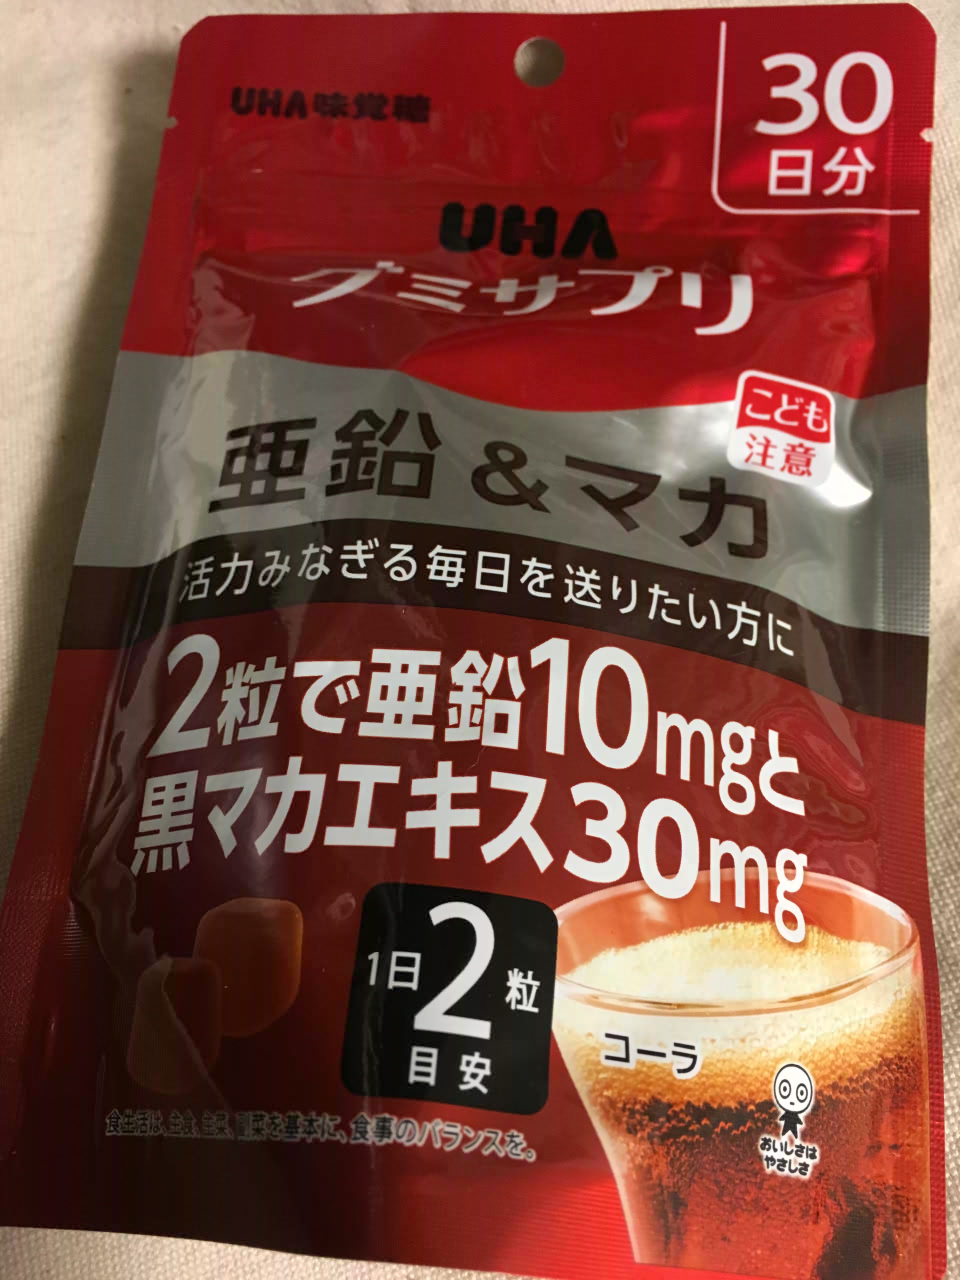 UHA味覚糖
30
日分
UHA
グミサプリ
こども
注意
亜鉛&マカ
活力みなぎる毎日を送りたい方に
2粒で亜鉛10mgと
黒マカエキス30mg
1日2粒
目安
コーラ
おいしさは
やさしさ
食生活は、主食、主菜、副菜を基本に、食事のバランスを。